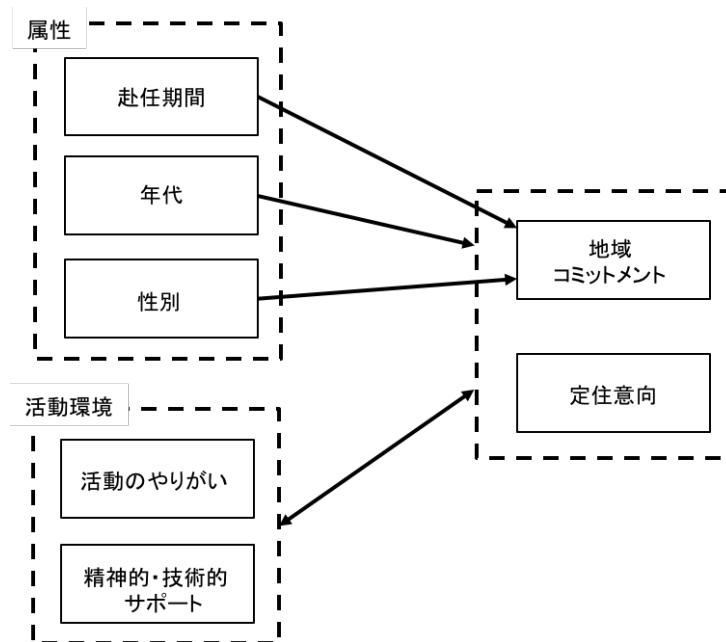 属性
赴任期間
年代
性別
地域
コミットメント
定住意向
活動環境
活動のやりがい
精神的・技術的
サポート